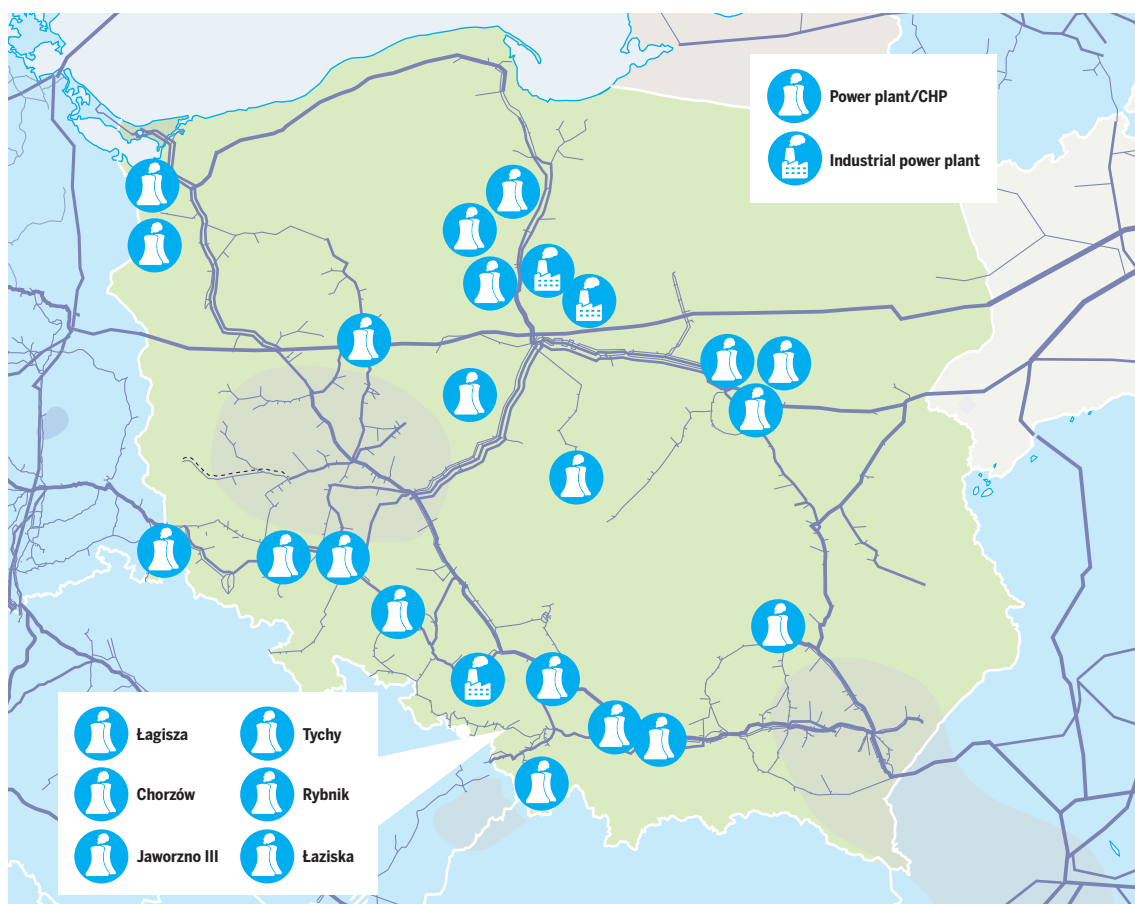 Power plant/CHP
Industrial power plant
Łagisza
Tychy
Chorzów
Rybnik
Jaworzno III
Łaziska